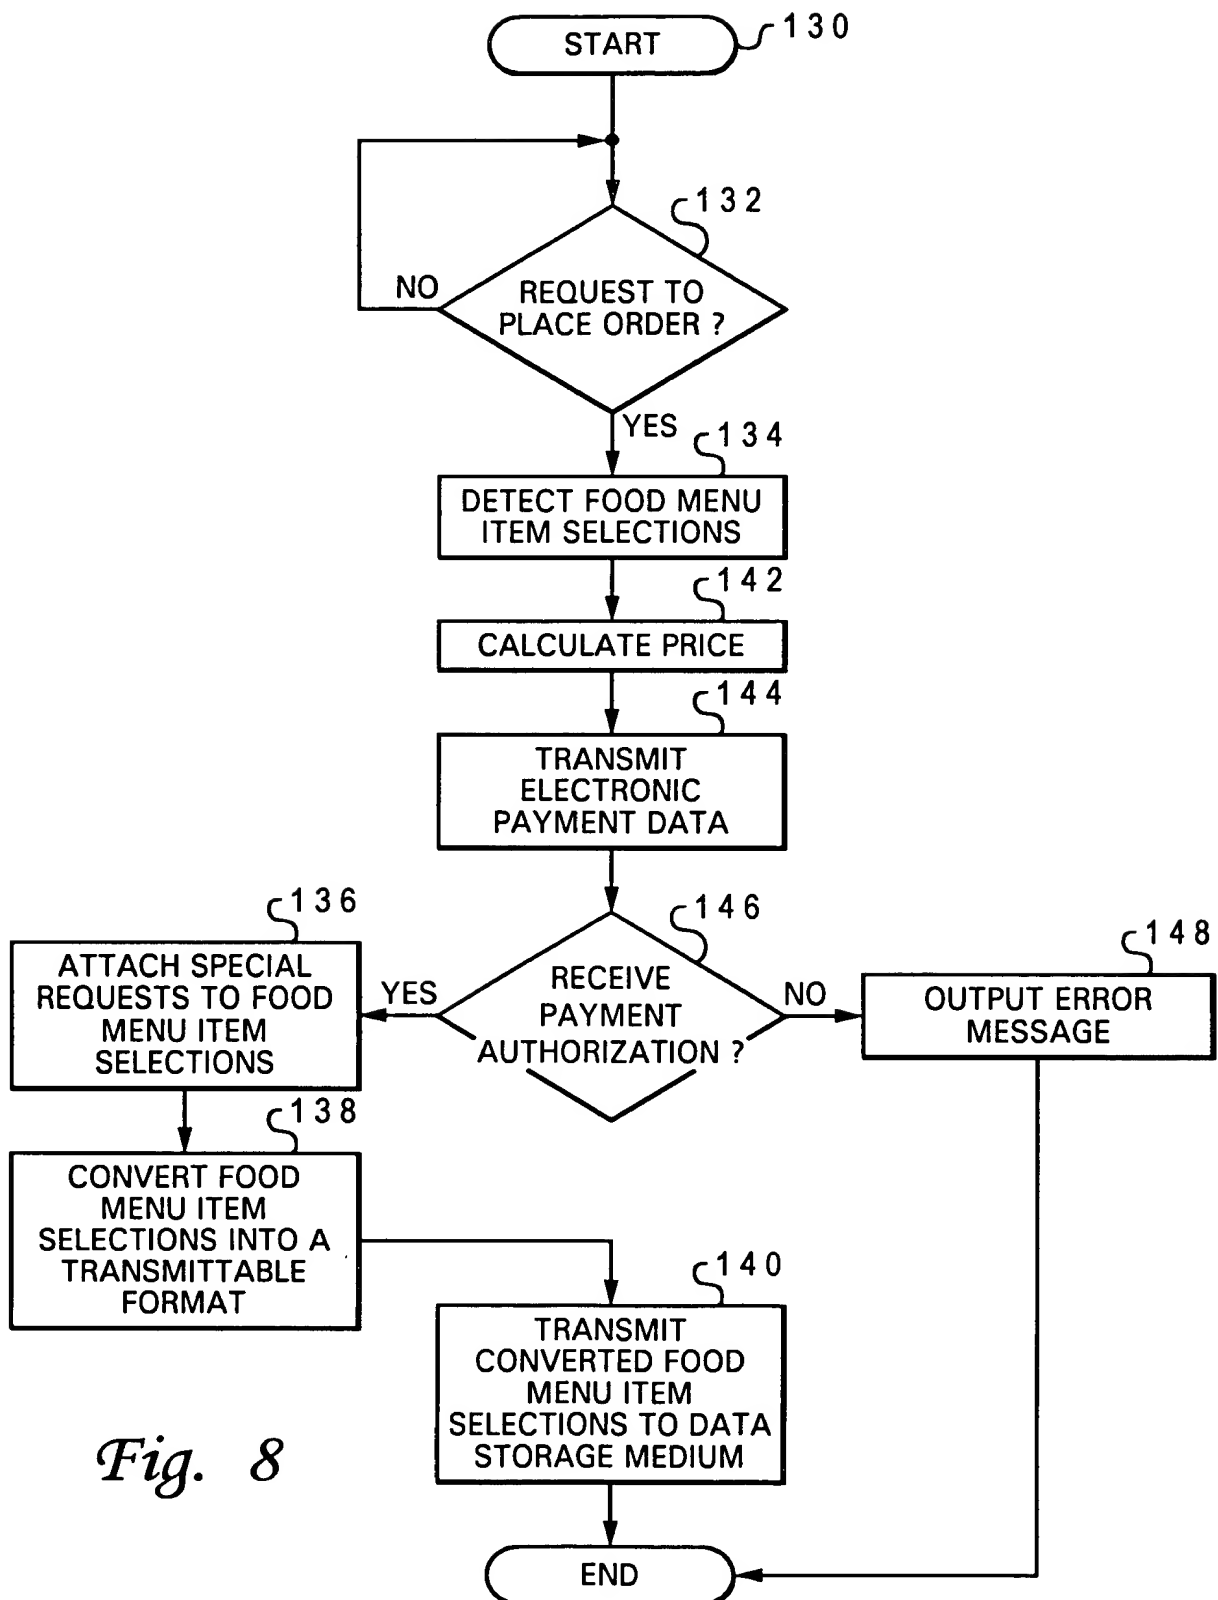 START
130
132
NO
REQUEST TO
PLACE ORDER ?
YES
134
DETECT FOOD MENU
ITEM SELECTIONS
142
CALCULATE PRICE
144
TRANSMIT
ELECTRONIC
PAYMENT DATA
136
ATTACH SPECIAL
REQUESTS TO FOOD
MENU ITEM
SELECTIONS
YES
146
RECEIVE
PAYMENT
AUTHORIZATION ?
NO
148
OUTPUT ERROR
MESSAGE
138
CONVERT FOOD
MENU ITEM
SELECTIONS INTO A
TRANSMITTABLE
FORMAT
140
TRANSMIT
CONVERTED FOOD
MENU ITEM
SELECTIONS TO DATA
STORAGE MEDIUM
Fig. 8
END